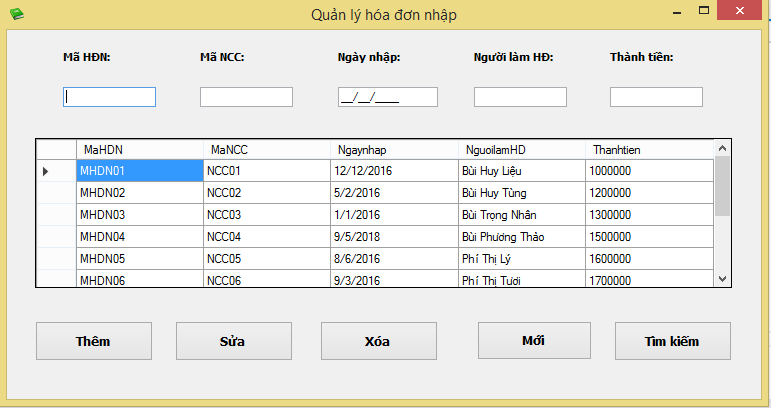 Quản lý hóa đơn nhập
Mã HĐN: Mã NCC: Ngày nhập: Người làm HĐ: Thành tiền:
__/__/____
MaHDN MaNCC Ngaynhap NguoilamHD Thanhtien
MHDN01 NCC01 12/12/2016 Bùi Huy Liệu 1000000
MHDN02 NCC02 5/2/2016 Bùi Huy Tùng 1200000
MHDN03 NCC03 1/1/2016 Bùi Trọng Nhân 1300000
MHDN04 NCC04 9/5/2018 Bùi Phương Thảo 1500000
MHDN05 NCC05 8/6/2016 Phí Thị Lý 1600000
MHDN06 NCC06 9/3/2016 Phí Thị Tươi 1700000
Thêm Sửa Xóa Mới Tìm kiếm